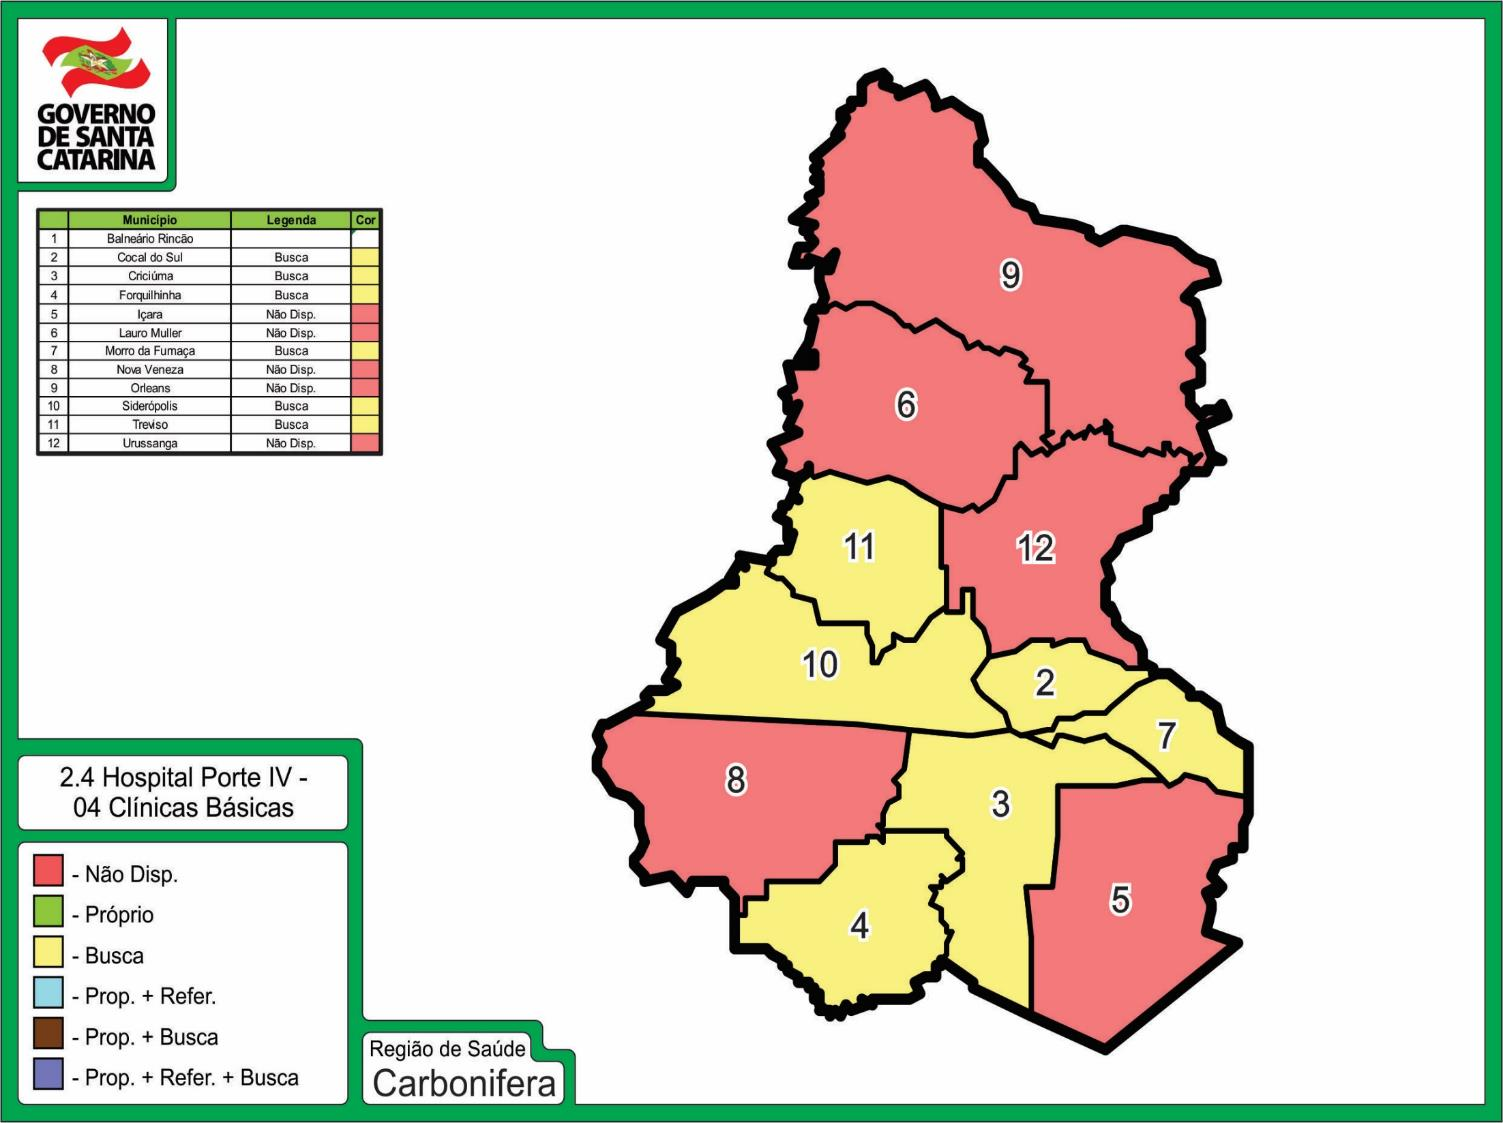 GOVERNO
DE SANTA
CATARINA
Município Legenda Cor
1 Balneário Rincão
2 Cocal do Sul Busca
3 Criciúma Busca
4 Forquilhinha Busca
5 Içara Não Disp.
6 Lauro Muller Não Disp.
7 Morro da Fumaça Busca
8 Nova Veneza Não Disp.
9 Orleans Não Disp.
10 Siderópolis Busca
11 Treviso Busca
12 Urussanga Não Disp.
9
6
11
12
10
2
7
8
3
5
4
2.4 Hospital Porte IV -
04 Clínicas Básicas
- Não Disp.
- Próprio
- Busca
- Prop. + Refer.
- Prop. + Busca
- Prop. + Refer. + Busca
Região de Saúde
Carbonifera